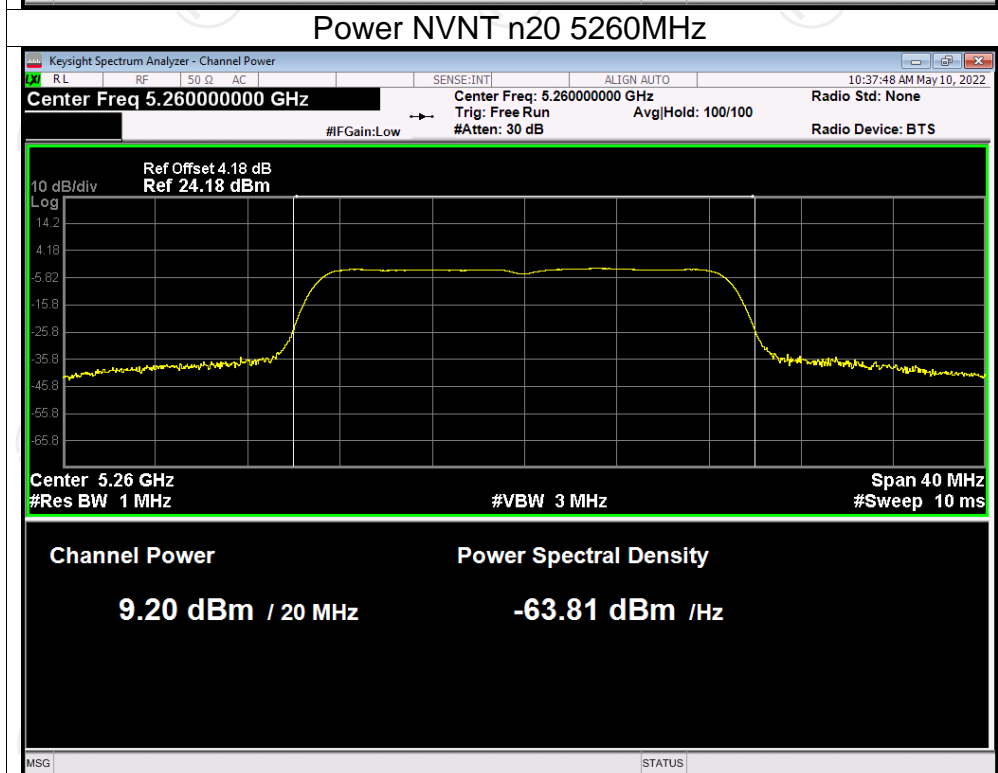 Power NVNT n20 5260MHz
Keysight Spectrum Analyzer - Channel Power
LXI RL RF 50 Ω AC SENSE:INT ALIGN AUTO 10:37:48 AM May 10, 2022
Center Freq 5.260000000 GHz Center Freq: 5.260000000 GHz Radio Std: None
Trig: Free Run Avg|Hold: 100/100
#IFGain:Low #Atten: 30 dB Radio Device: BTS
Ref Offset 4.18 dB
10 dB/div Ref 24.18 dBm
Log
14.2
4.18
-5.82
-15.8
-25.8
-35.8
-45.8
-55.8
-65.8
Center 5.26 GHz Span 40 MHz
#Res BW 1 MHz #VBW 3 MHz #Sweep 10 ms
Channel Power Power Spectral Density
9.20 dBm / 20 MHz -63.81 dBm /Hz
MSG STATUS